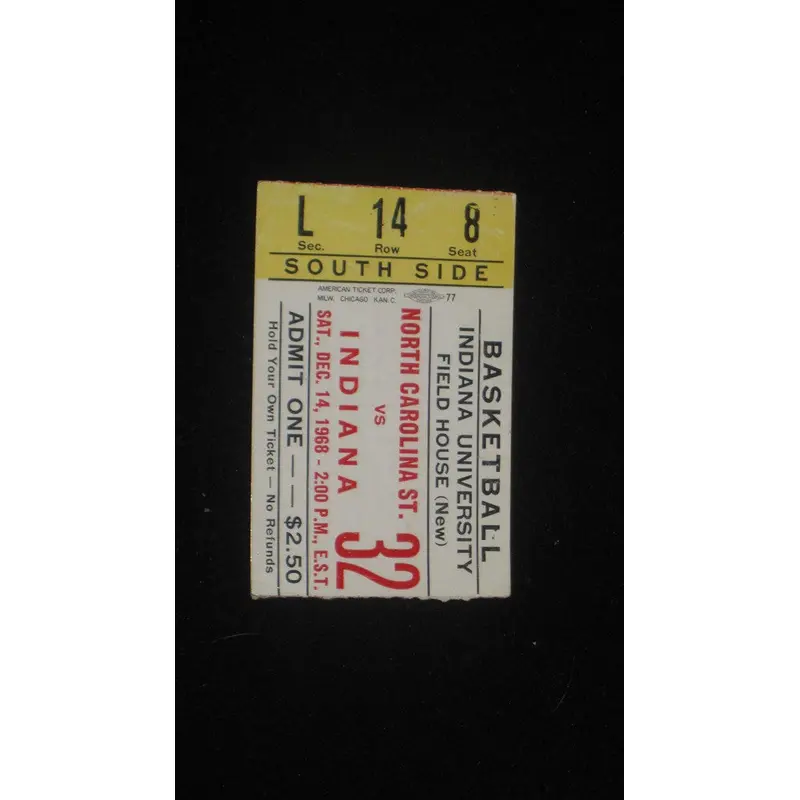 L 14 8
Sec. Row Seat
SOUTH SIDE
AMERICAN TICKET CORP.
MILW. CHICAGO KAN. C. 77
BASKETBALL
INDIANA UNIVERSITY
FIELD HOUSE (New)
NORTH CAROLINA ST.
vs
INDIANA
32
SAT., DEC. 14, 1968 - 2:00 P.M., E.S.T.
ADMIT ONE — — $2.50
Hold Your Own Ticket — No Refunds